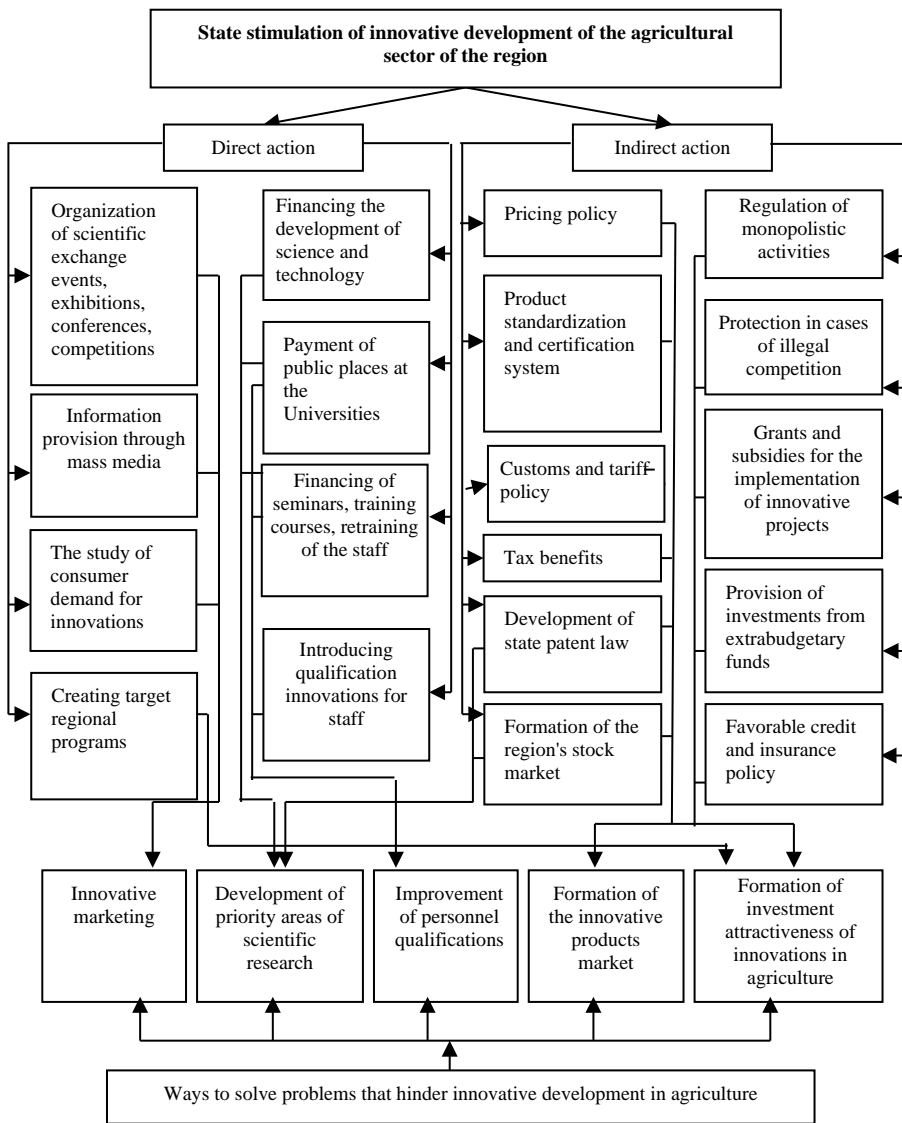 State stimulation of innovative development of the agricultural
sector of the region
Direct action
Indirect action
Organization
of scientific
exchange
events,
exhibitions,
conferences,
competitions
Information
provision through
mass media
The study of
consumer
demand for
innovations
Creating target
regional
programs
Financing the
development of
science and
technology
Payment of
public places at
the
Universities
Financing of
seminars, training
courses, retraining
of the staff
Introducing
qualification
innovations for
staff
Pricing policy
Product
standardization
and certification
system
Customs and tariff
policy
Tax benefits
Development of
state patent law
Formation of the
region's stock
market
Regulation of
monopolistic
activities
Protection in cases
of illegal
competition
Grants and
subsidies for the
implementation
of innovative
projects
Provision of
investments from
extrabudgetary
funds
Favorable credit
and insurance
policy
Innovative
marketing
Development of
priority areas of
scientific
research
Improvement
of personnel
qualifications
Formation of
the innovative
products
market
Formation of
investment
attractiveness of
innovations in
agriculture
Ways to solve problems that hinder innovative development in agriculture